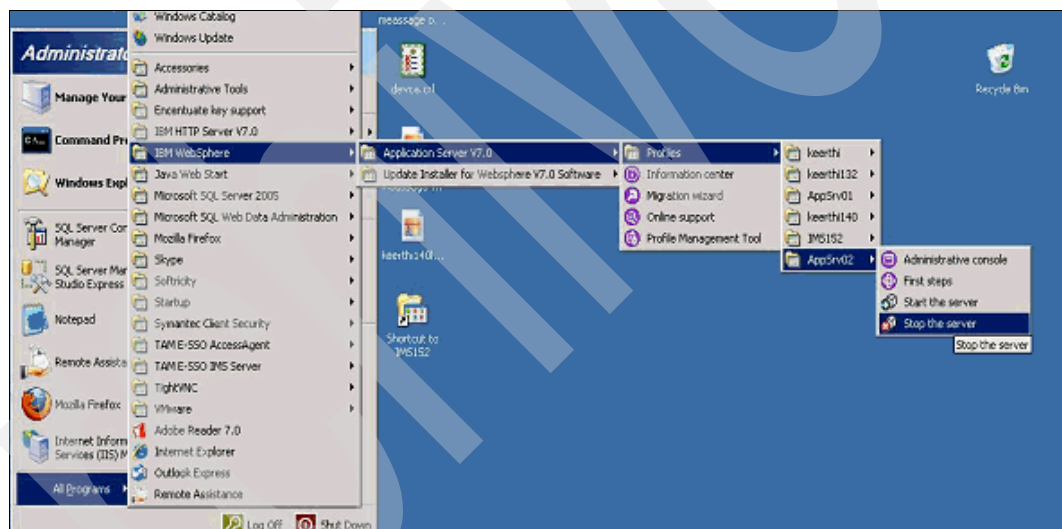 Administrato
Manage Your
Command Pr
Windows Expl
SQL Server Con
Manager
SQL Server Man
Studio Express
Notepad
Remote Assista
Mozilla Firefox
Internet Inform
Services (IIS) M
All Programs
Windows Catalog
Windows Update
Accessories
Administrative Tools
Encentuate key support
IBM HTTP Server V7.0
IBM WebSphere
Java Web Start
Microsoft SQL Server 2005
Microsoft SQL Web Data Administration
Mozilla Firefox
Skype
Softricity
Startup
Symantec Client Security
TAM E-SSO AccessAgent
TAM E-SSO IMS Server
TightVNC
VMware
Adobe Reader 7.0
Internet Explorer
Outlook Express
Remote Assistance
Log Off
Shut Down
meassage o...
keerthi140l...
Shortcut to
IMS152
Recycle Bin
Application Server V7.0
Update Installer for Websphere V7.0 Software
Profiles
Information center
Migration wizard
Online support
Profile Management Tool
keerthi
keerthi132
AppSrv01
keerthi140
IMS152
AppSrv02
Administrative console
First steps
Start the server
Stop the server
Stop the server